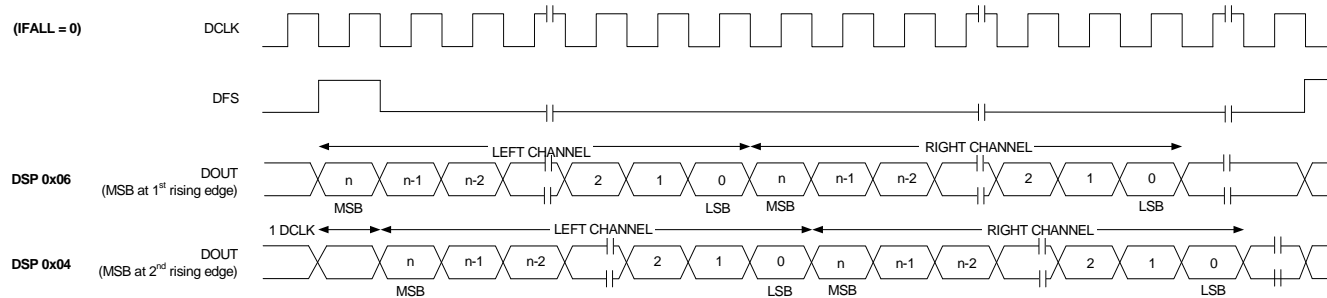 (IFALL = 0) DCLK
DFS
LEFT CHANNEL RIGHT CHANNEL
DSP 0x06 DOUT n n-1 n-2 2 1 0 n n-1 n-2 2 1 0
(MSB at 1st rising edge)
MSB LSB MSB LSB
1 DCLK LEFT CHANNEL RIGHT CHANNEL
DSP 0x04 DOUT n n-1 n-2 2 1 0 n n-1 n-2 2 1 0
(MSB at 2nd rising edge)
MSB LSB MSB LSB